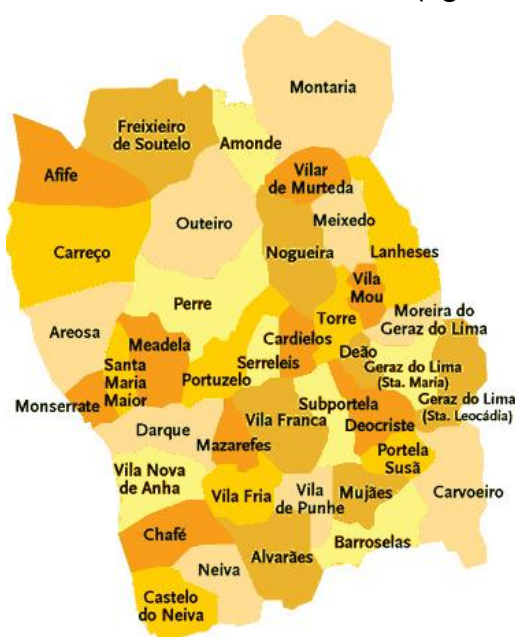 Montaria
Freixieiro
de Soutelo
Amonde
Afife
Vilar
de Murteda
Outeiro
Meixedo
Carreço
Nogueira
Lanheses
Vila
Mou
Perre
Moreira do
Geraz do Lima
Areosa
Torre
Cardielos
Meadela
Deão
Serreleis
Santa
Maria
Maior
Geraz do Lima
(Sta. Maria)
Portuzelo
Geraz do Lima
(Sta. Leocádia)
Monserrate
Subportela
Vila Franca
Deocriste
Darque
Mazarefes
Portela
Susã
Vila Nova
de Anha
Vila Fria
Vila
de Punhe
Mujães
Carvoeiro
Chafé
Barroselas
Alvarães
Neiva
Castelo
do Neiva